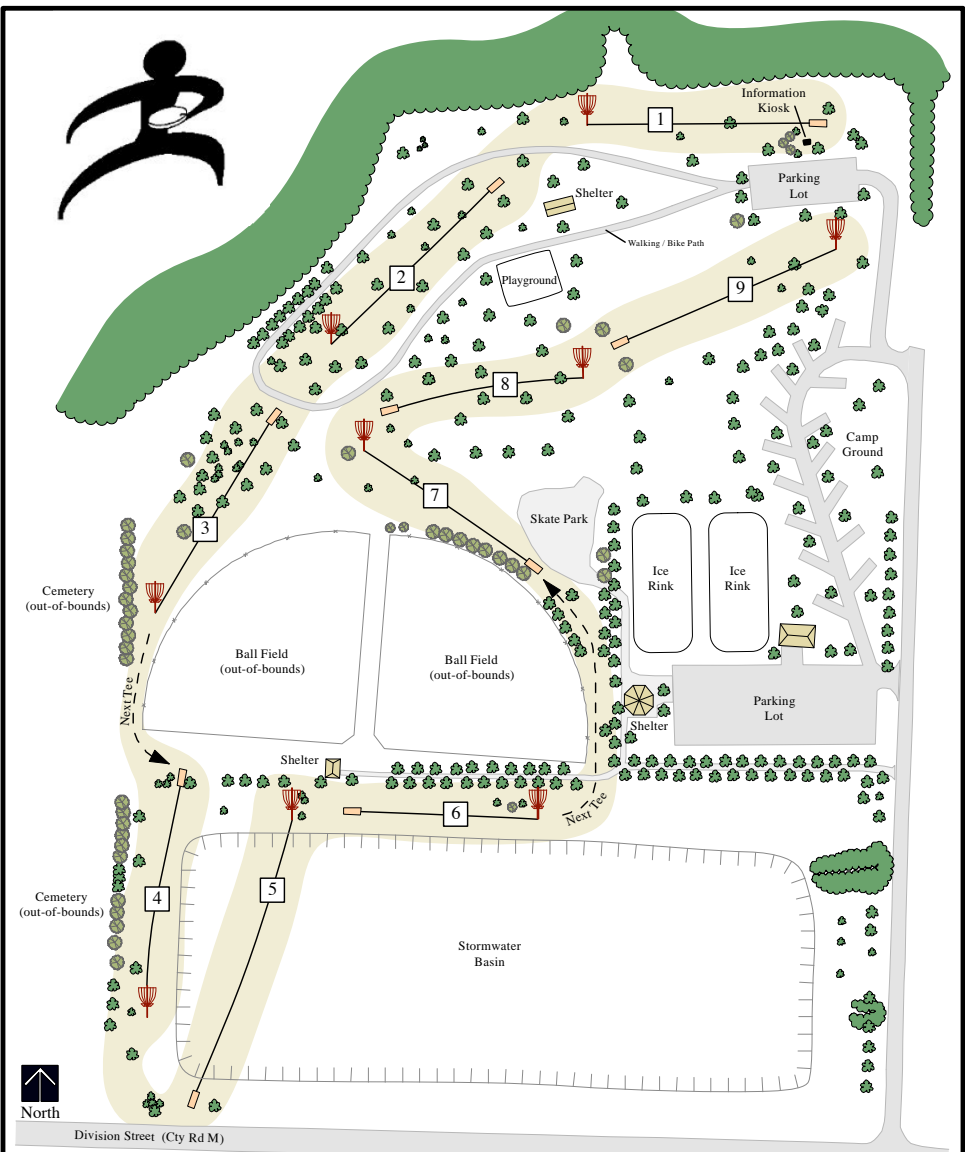 Information
Kiosk
1
Parking
Lot
Shelter
Walking / Bike Path
2
Playground
9
8
Camp
Ground
7
Skate Park
3
Ice
Rink
Ice
Rink
Cemetery
(out-of-bounds)
Ball Field
(out-of-bounds)
Ball Field
(out-of-bounds)
Next Tee
Parking
Lot
Shelter
Shelter
6
Next Tee
4
5
Cemetery
(out-of-bounds)
Stormwater
Basin
North
Division Street (Cty Rd M)